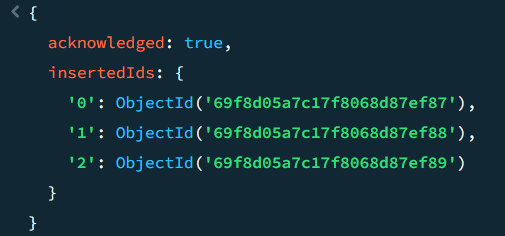 {
acknowledged: true,
insertedIds: {
'0': ObjectId('69f8d05a7c17f8068d87ef87'),
'1': ObjectId('69f8d05a7c17f8068d87ef88'),
'2': ObjectId('69f8d05a7c17f8068d87ef89')
}
}